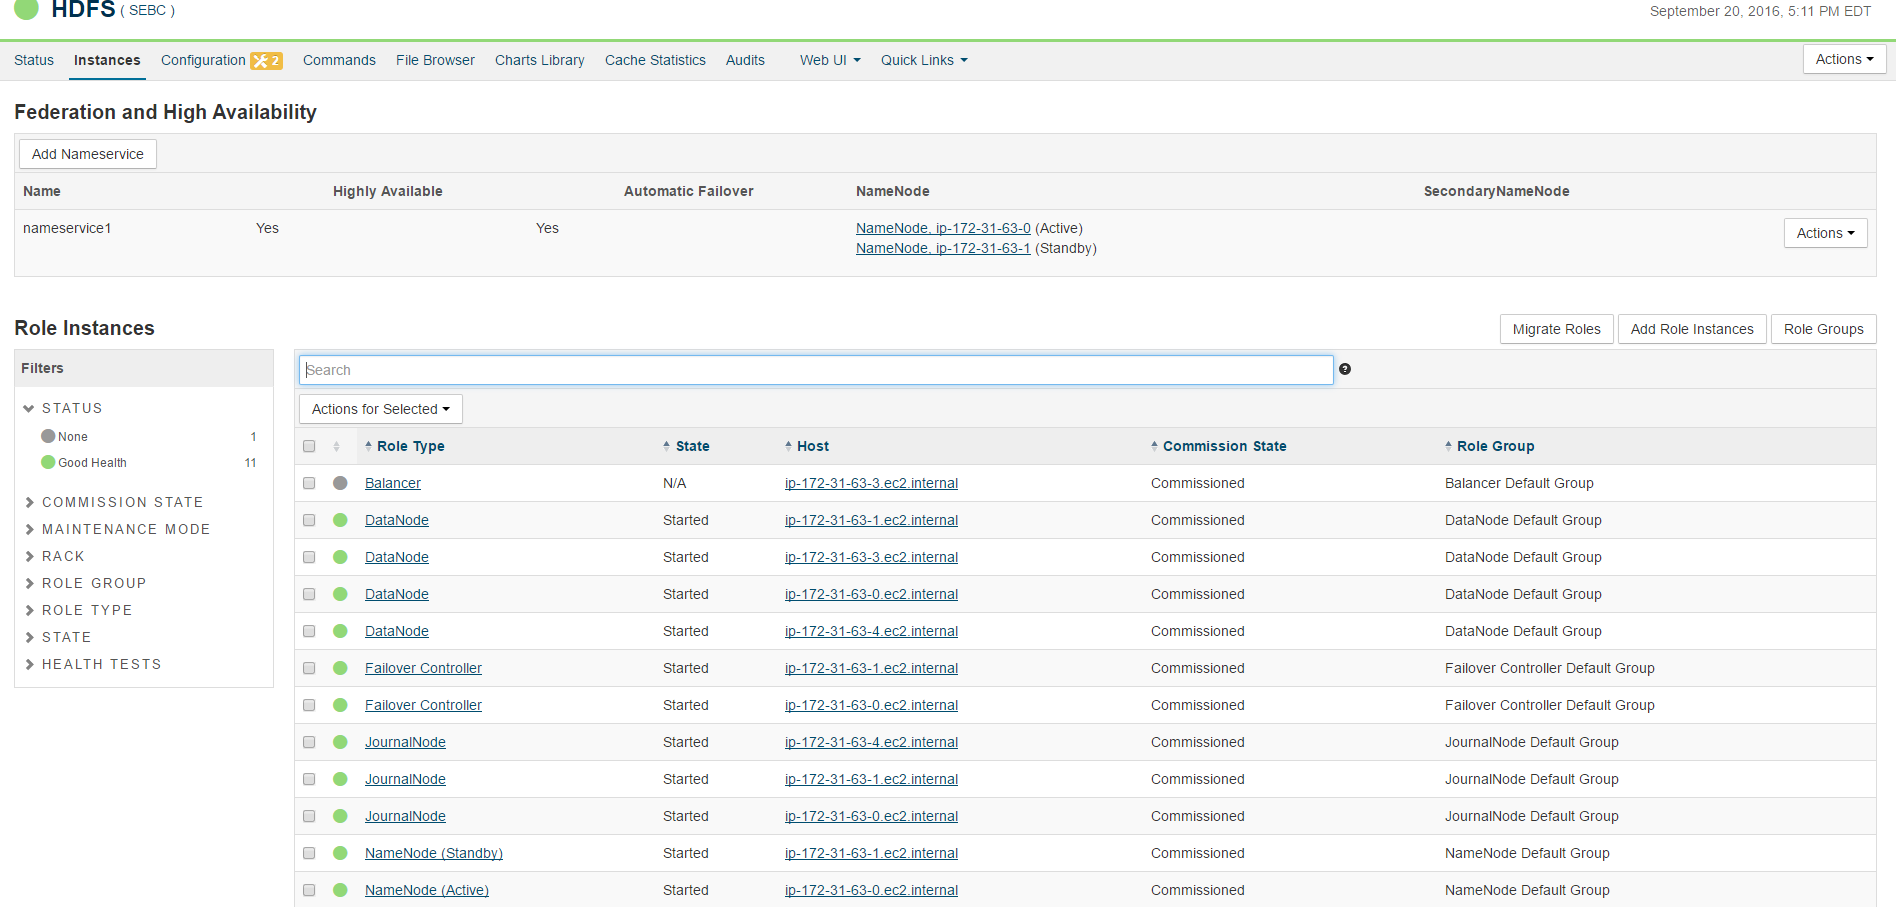 HDFS ( SEBC )
September 20, 2016, 5:11 PM EDT
Status Instances Configuration 2 Commands File Browser Charts Library Cache Statistics Audits Web UI Quick Links Actions
Federation and High Availability
Add Nameservice
Name Highly Available Automatic Failover NameNode SecondaryNameNode
nameservice1 Yes Yes NameNode, ip-172-31-63-0 (Active) Actions
NameNode, ip-172-31-63-1 (Standby)
Role Instances Migrate Roles Add Role Instances Role Groups
Filters
STATUS
None 1
Good Health 11
COMMISSION STATE
MAINTENANCE MODE
RACK
ROLE GROUP
ROLE TYPE
STATE
HEALTH TESTS
Search ?
Actions for Selected
Role Type State Host Commission State Role Group
Balancer N/A ip-172-31-63-3.ec2.internal Commissioned Balancer Default Group
DataNode Started ip-172-31-63-1.ec2.internal Commissioned DataNode Default Group
DataNode Started ip-172-31-63-3.ec2.internal Commissioned DataNode Default Group
DataNode Started ip-172-31-63-0.ec2.internal Commissioned DataNode Default Group
DataNode Started ip-172-31-63-4.ec2.internal Commissioned DataNode Default Group
Failover Controller Started ip-172-31-63-1.ec2.internal Commissioned Failover Controller Default Group
Failover Controller Started ip-172-31-63-0.ec2.internal Commissioned Failover Controller Default Group
JournalNode Started ip-172-31-63-4.ec2.internal Commissioned JournalNode Default Group
JournalNode Started ip-172-31-63-1.ec2.internal Commissioned JournalNode Default Group
JournalNode Started ip-172-31-63-0.ec2.internal Commissioned JournalNode Default Group
NameNode (Standby) Started ip-172-31-63-1.ec2.internal Commissioned NameNode Default Group
NameNode (Active) Started ip-172-31-63-0.ec2.internal Commissioned NameNode Default Group